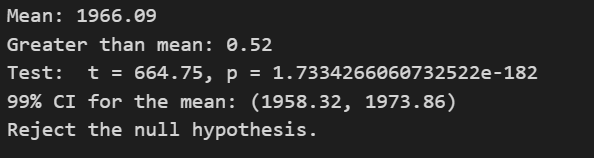 Mean: 1966.09
Greater than mean: 0.52
Test:  t = 664.75, p = 1.7334266060732522e-182
99% CI for the mean: (1958.32, 1973.86)
Reject the null hypothesis.